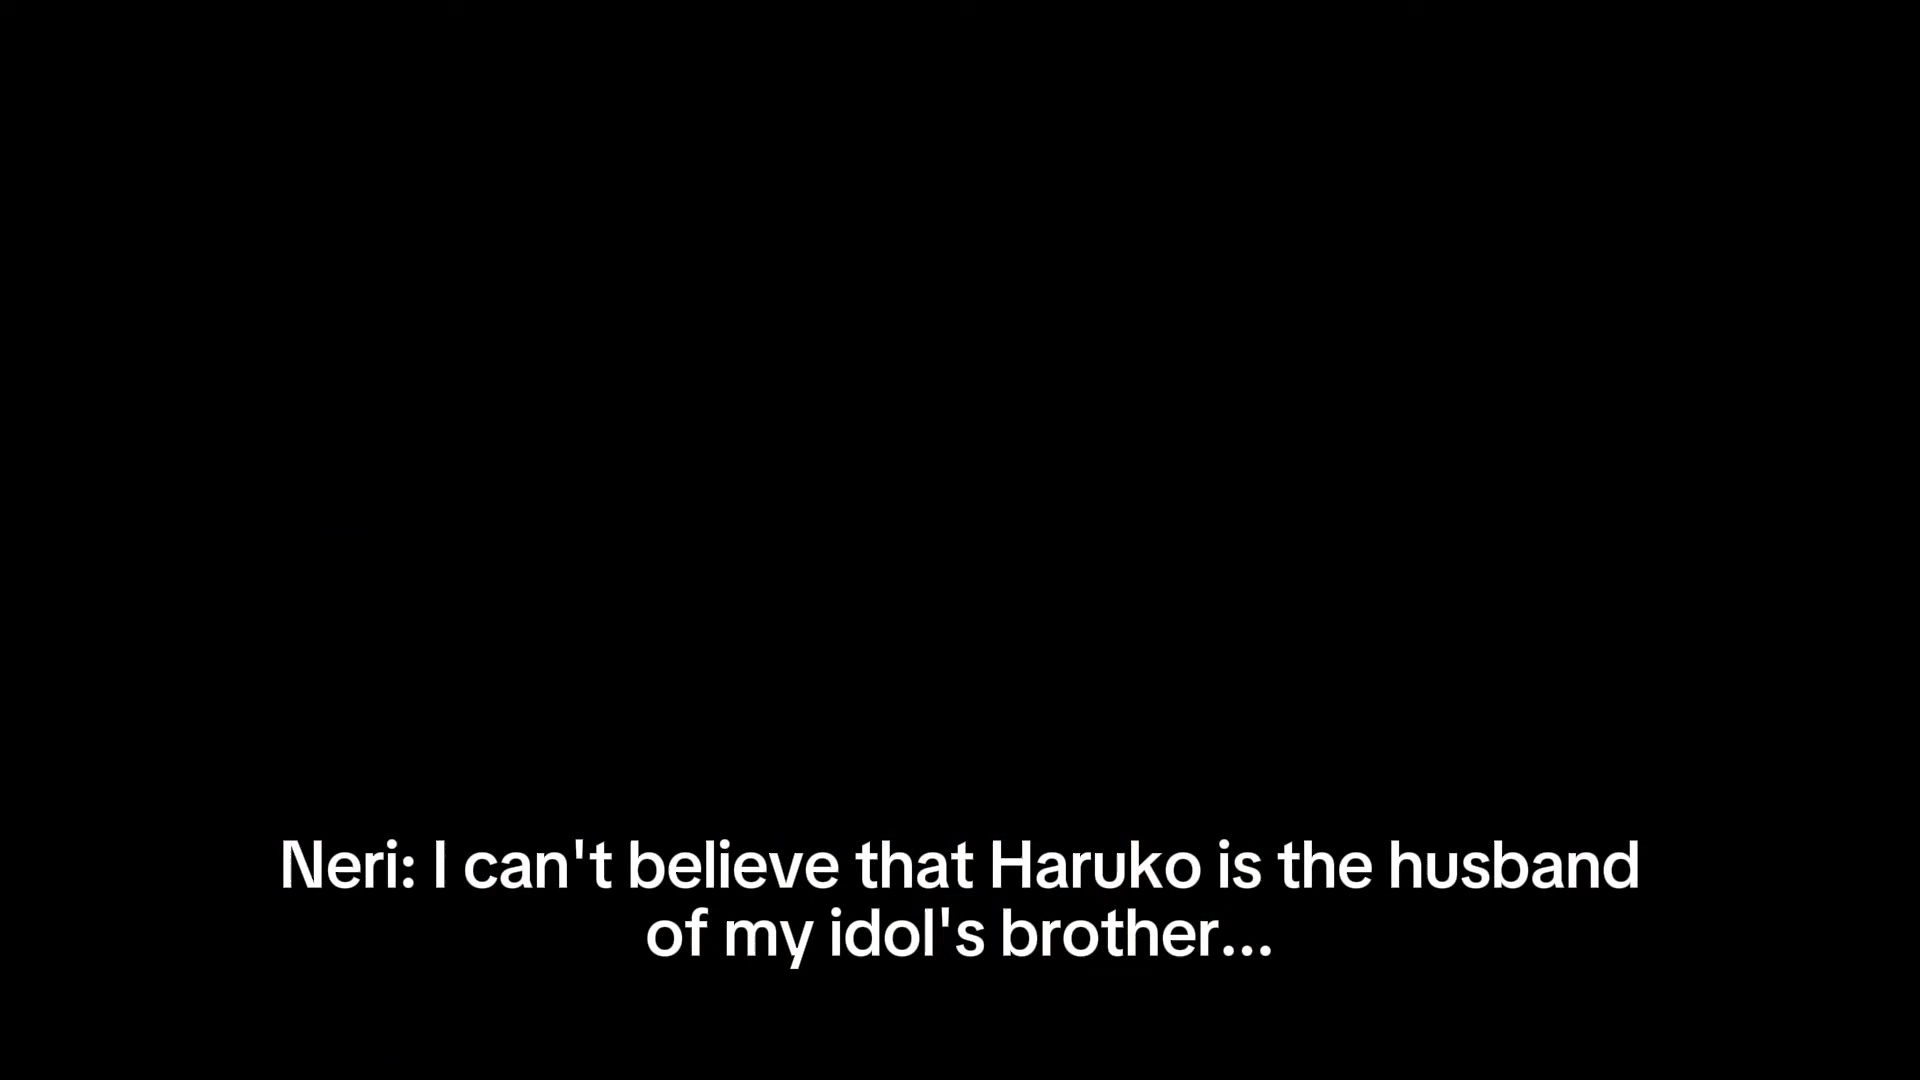 Neri: I can't believe that Haruko is the husband
of my idol's brother...